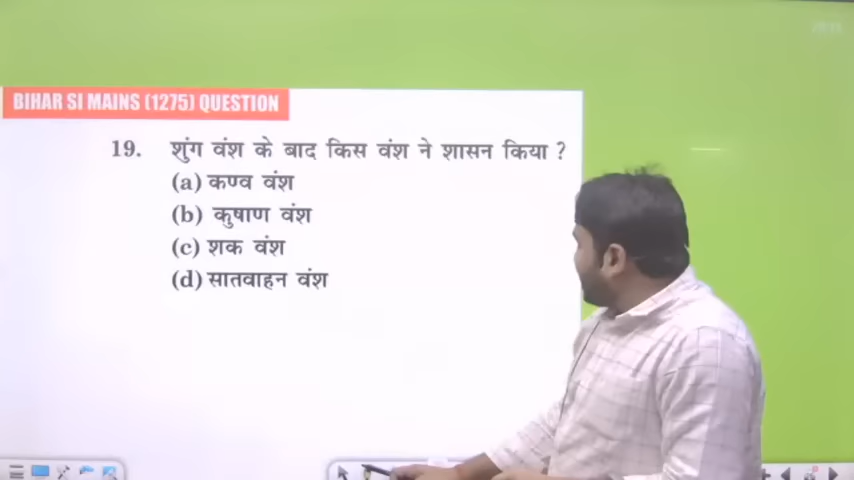 BIHAR SI MAINS (1275) QUESTION
19. शुंग वंश के बाद किस वंश ने शासन किया ?
(a) कण्व वंश
(b) कुषाण वंश
(c) शक वंश
(d) सातवाहन वंश